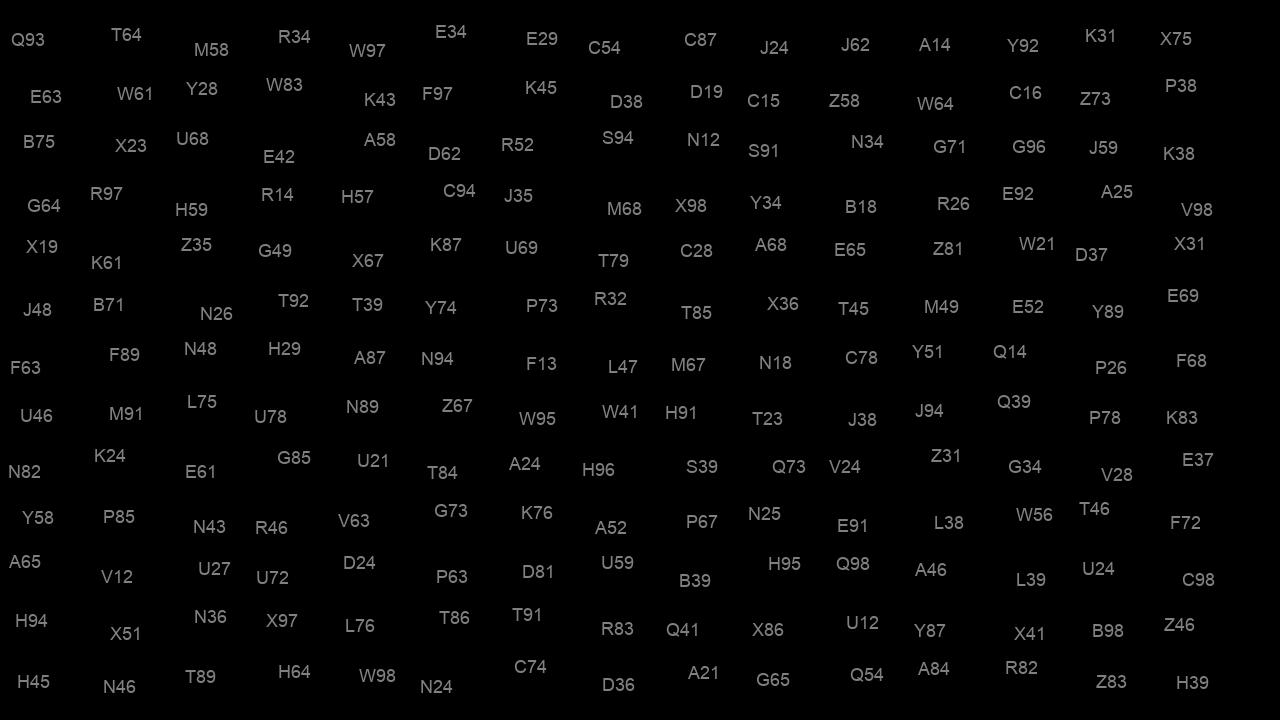 Q93 T64 M58 R34 W97 E34 E29 C54 C87 J24 J62 A14 Y92 K31 X75
E63 W61 Y28 W83 K43 F97 K45 D38 D19 C15 Z58 W64 C16 Z73 P38
B75 X23 U68 E42 A58 D62 R52 S94 N12 S91 N34 G71 G96 J59 K38
G64 R97 H59 R14 H57 C94 J35 M68 X98 Y34 B18 R26 E92 A25 V98
X19 K61 Z35 G49 X67 K87 U69 T79 C28 A68 E65 Z81 W21 D37 X31
J48 B71 N26 T92 T39 Y74 P73 R32 T85 X36 T45 M49 E52 Y89 E69
F63 F89 N48 H29 A87 N94 F13 L47 M67 N18 C78 Y51 Q14 P26 F68
U46 M91 L75 U78 N89 Z67 W95 W41 H91 T23 J38 J94 Q39 P78 K83
N82 K24 E61 G85 U21 T84 A24 H96 S39 Q73 V24 Z31 G34 V28 E37
Y58 P85 N43 R46 V63 G73 K76 A52 P67 N25 E91 L38 W56 T46 F72
A65 V12 U27 U72 D24 P63 D81 U59 B39 H95 Q98 A46 L39 U24 C98
H94 X51 N36 X97 L76 T86 T91 R83 Q41 X86 U12 Y87 X41 B98 Z46
H45 N46 T89 H64 W98 N24 C74 D36 A21 G65 Q54 A84 R82 Z83 H39